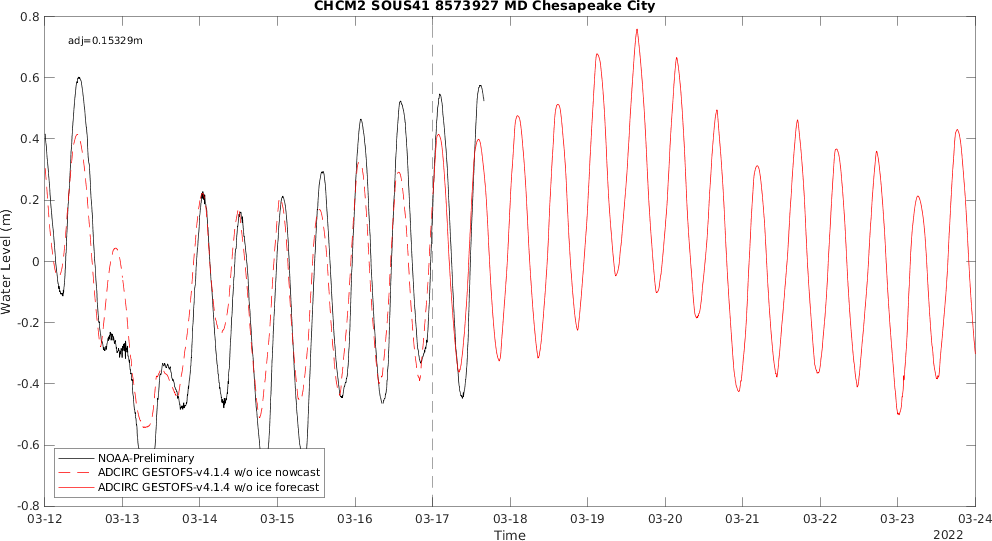 CHCM2 SOUS41 8573927 MD Chesapeake City
adj=0.15329m
0.8
0.6
0.4
0.2
0
-0.2
-0.4
-0.6
-0.8
Water Level (m)
NOAA-Preliminary
ADCIRC GESTOFS-v4.1.4 w/o ice nowcast
ADCIRC GESTOFS-v4.1.4 w/o ice forecast
03-12 03-13 03-14 03-15 03-16 03-17 03-18 03-19 03-20 03-21 03-22 03-23 03-24
Time
2022